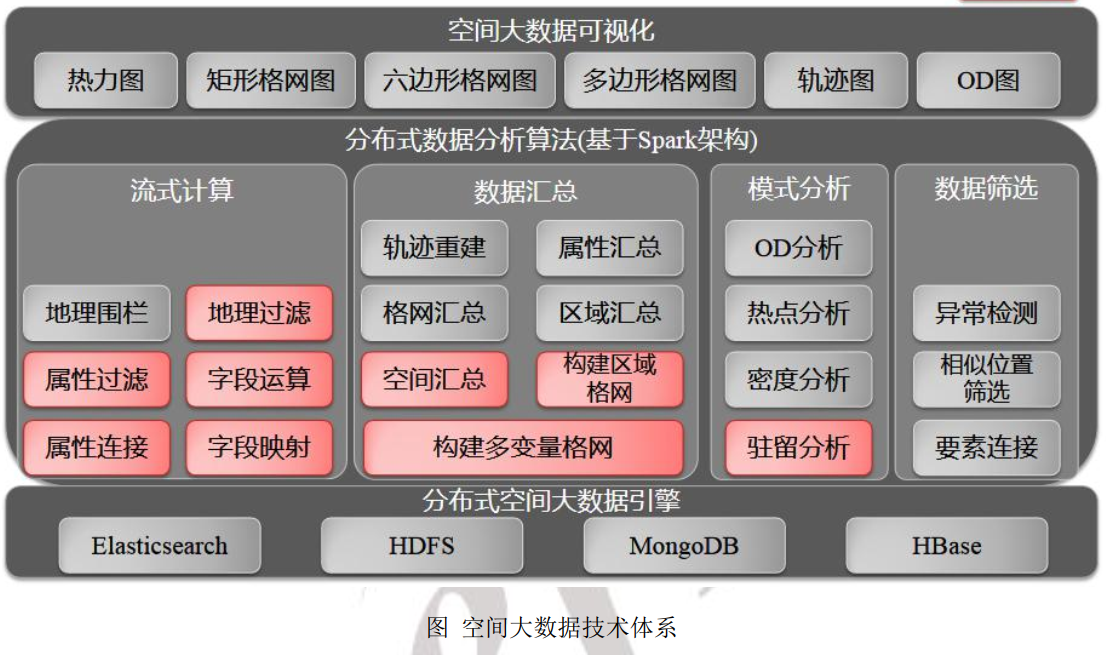 空间大数据可视化
热力图 矩形格网图 六边形格网图 多边形格网图 轨迹图 OD图
分布式数据分析算法(基于Spark架构)
流式计算
地理围栏 地理过滤
属性过滤 字段运算
属性连接 字段映射
数据汇总
轨迹重建 属性汇总
格网汇总 区域汇总
空间汇总 构建区域
格网
构建多变量格网
模式分析
OD分析
热点分析
密度分析
驻留分析
数据筛选
异常检测
相似位置
筛选
要素连接
分布式空间大数据引擎
Elasticsearch HDFS MongoDB HBase
图 空间大数据技术体系